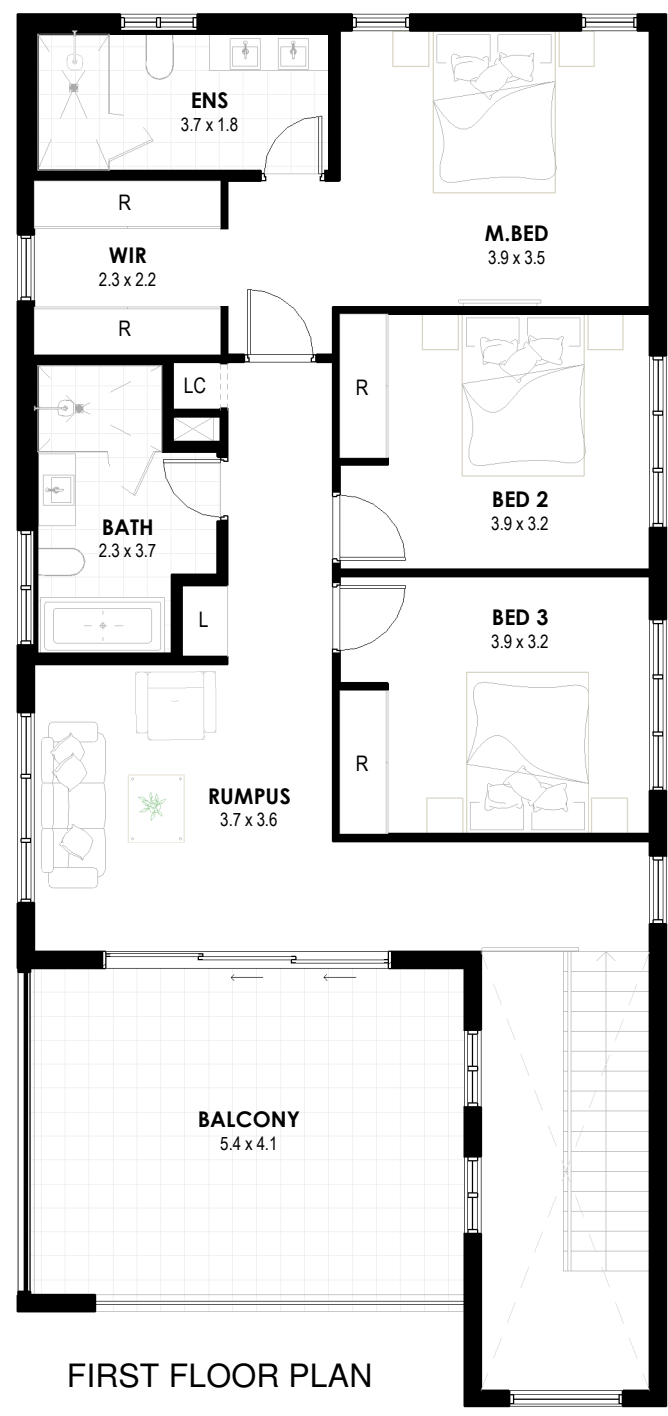 ENS
3.7 x 1.8
R
WIR
2.3 x 2.2
R
M.BED
3.9 x 3.5
LC
R
BED 2
3.9 x 3.2
BATH
2.3 x 3.7
L
BED 3
3.9 x 3.2
R
RUMPUS
3.7 x 3.6
BALCONY
5.4 x 4.1
FIRST FLOOR PLAN